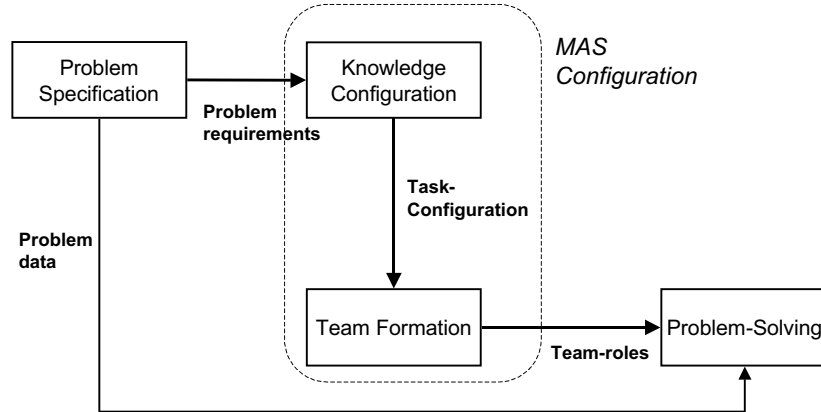 Problem
Specification
Knowledge
Configuration
MAS
Configuration
Problem
requirements
Task-
Configuration
Problem
data
Team Formation
Problem-Solving
Team-roles